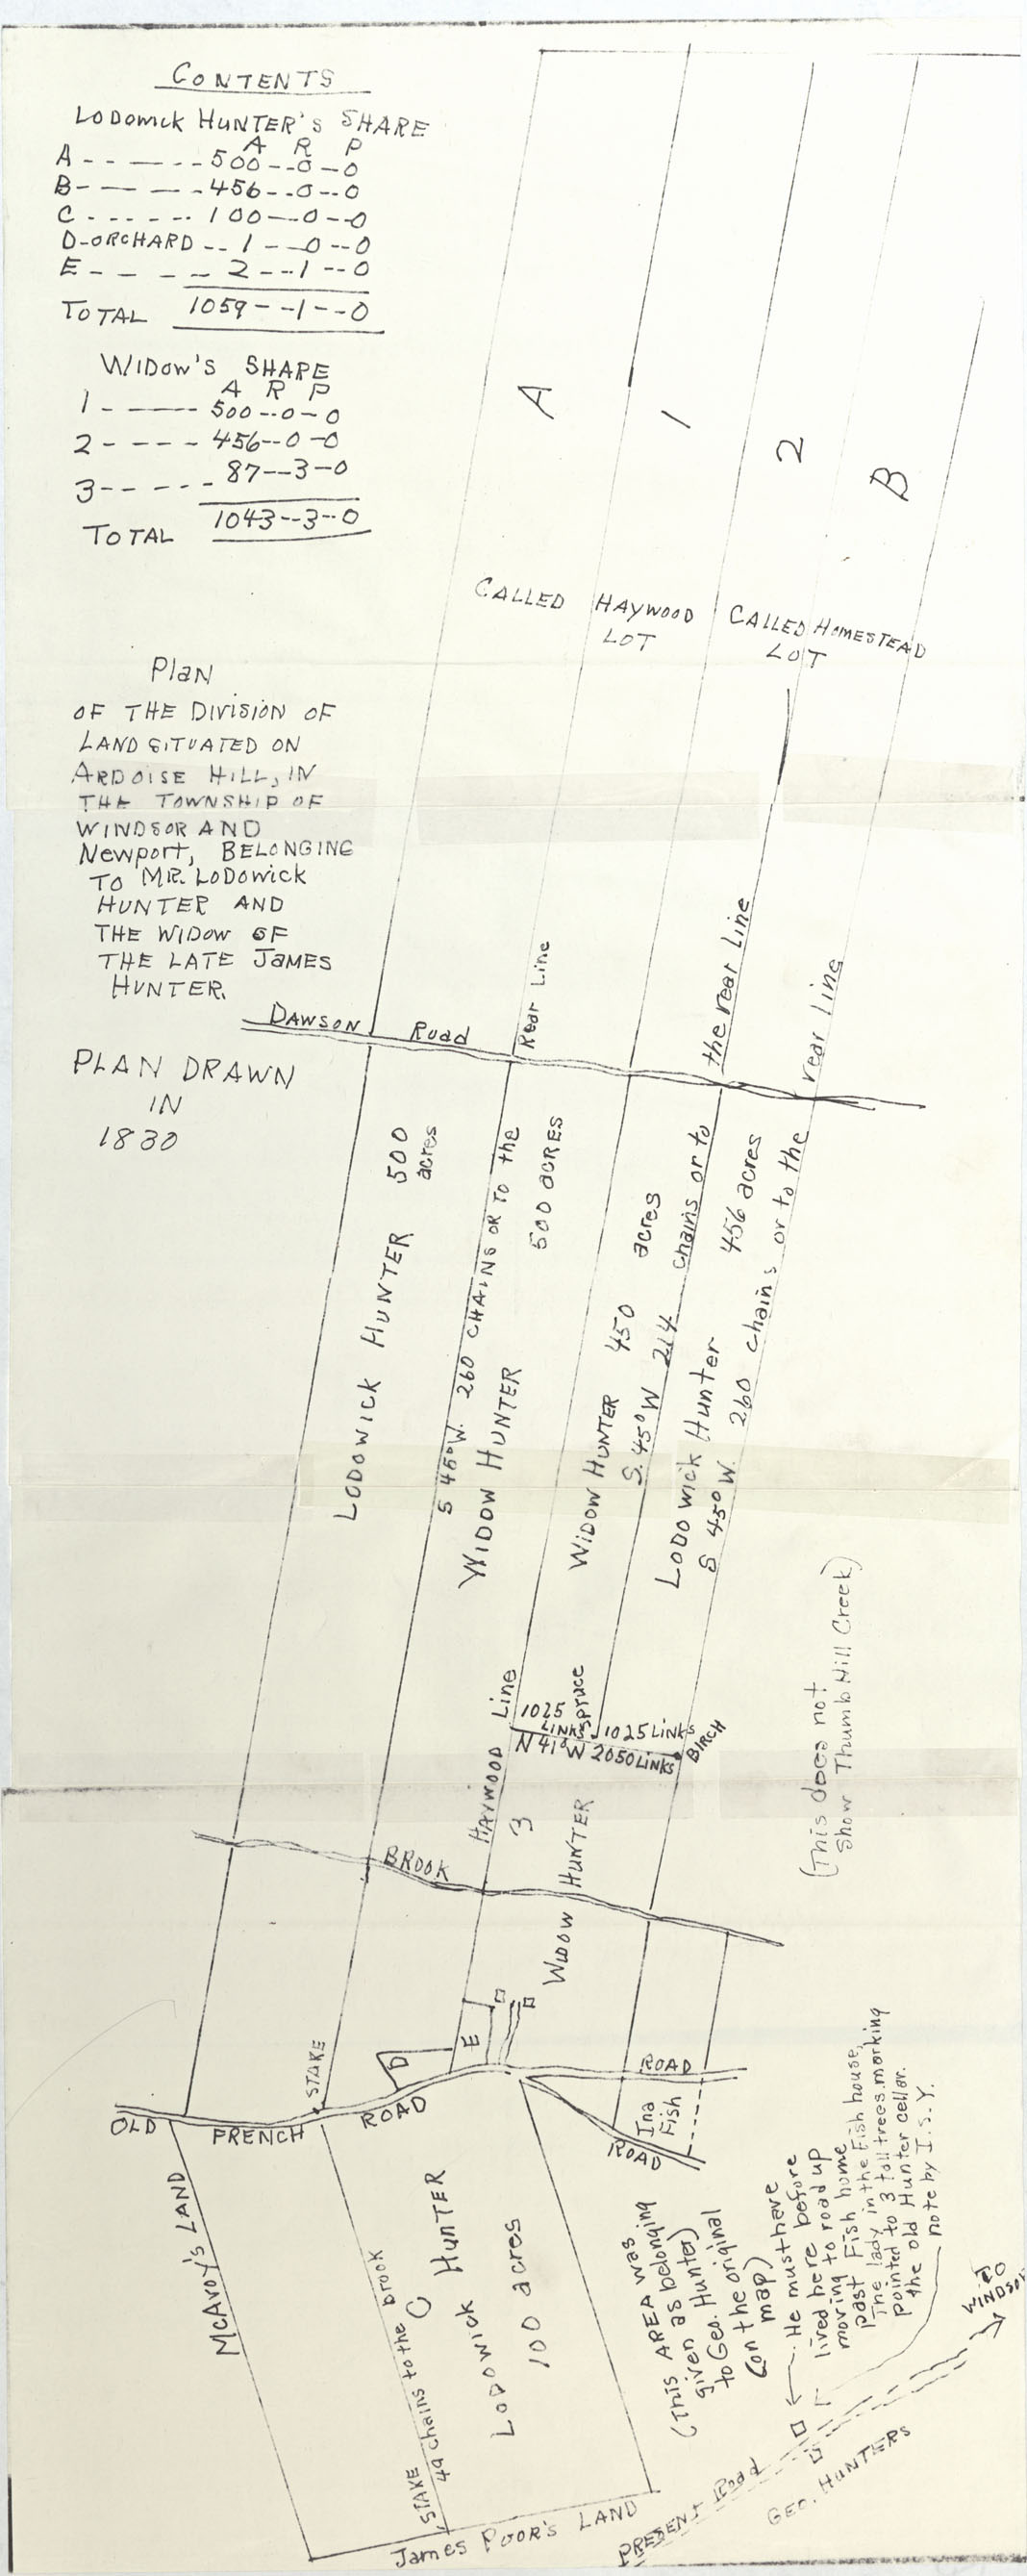 CONTENTS
LODOWICK HUNTER'S SHARE
A R P
A - - - - - - - 500 - - 0 - 0
B - - - - - - 456 - - 0 - - 0
C - - - - - - 100 - - 0 - - 0
D-ORCHARD - - 1 - - 0 - - 0
E - - - - - 2 - - 1 - - 0
TOTAL 1059 - - 1 - - 0
WIDOW'S SHARE
A R P
1 - - - - - 500 - - 0 - 0
2 - - - - - 456 - - 0 - 0
3 - - - - - 87 - - 3 - 0
TOTAL 1043 - - 3 - - 0
A
1
2
B
CALLED HAYWOOD
LOT
CALLED HOMESTEAD
LOT
Plan
OF THE DIVISION OF
LAND SITUATED ON
ARDOISE HILL, IN
THE TOWNSHIP OF
WINDSOR AND
Newport, BELONGING
TO MR. LODOWICK
HUNTER AND
THE WIDOW OF
THE LATE JAMES
HUNTER.
PLAN DRAWN
IN
1830
DAWSON Road
LODOWICK HUNTER 500
acres
S 45° W. 260 CHAINS OR TO the Rear Line
WIDOW HUNTER 500 ACRES
WIDOW HUNTER 450 acres
S. 45° W 214 chains or to the rear Line
LODOWICK Hunter 456 acres
S 45° W. 260 chains or to the rear line
HAYWOOD Line
1025
LINKS
spruce
1025 LINKS
N 41° W 2050 LINKS
BIRCH
3
WIDOW HUNTER
(This does not
show Thumb Hill Creek)
BROOK
STAKE
D
E
OLD FRENCH ROAD
ROAD
Ina
Fish
ROAD
McAvoy's LAND
STAKE
49 chains to the brook
C
LODOWICK HUNTER
100 acres
James POOR'S LAND
(THIS AREA was
given as belonging
to Geo. Hunter)
(on the original
map)
He must have
lived here before
moving to road up
past Fish home
The lady in the Fish house,
pointed to 3 tall trees marking
the old Hunter cellar.
note by I.S.Y.
PRESENT Road
GEO. HUNTERS
TO
WINDSOR